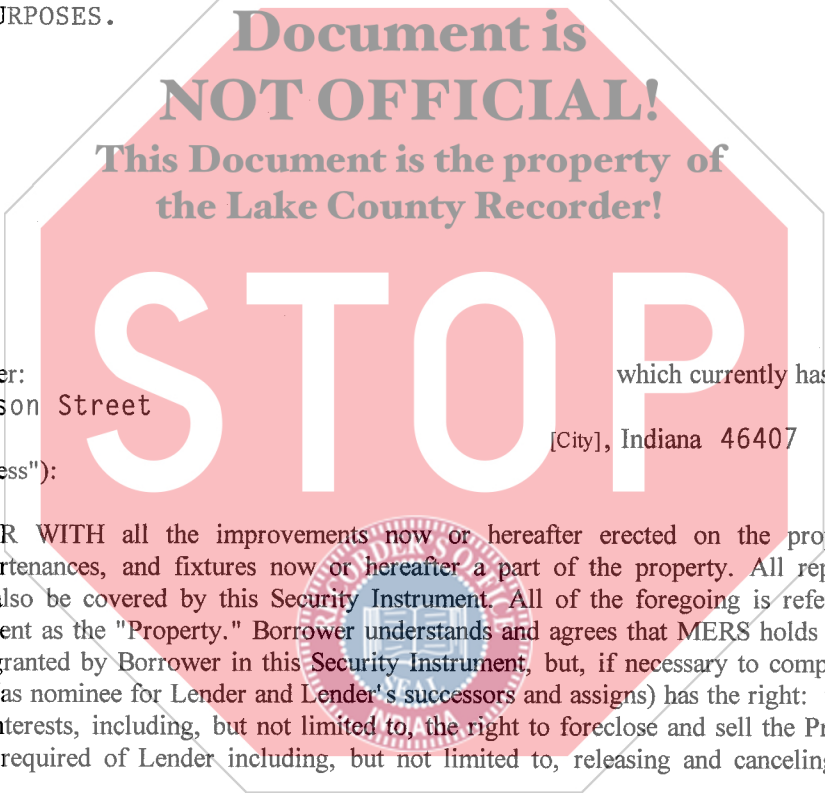 URPOSES.
Document is
NOT OFFICIAL!
This Document is the property of
the Lake County Recorder!
STOP
er: which currently has
son Street
[City], Indiana 46407
ess"):
R WITH all the improvements now or hereafter erected on the prop
rtenances, and fixtures now or hereafter a part of the property. All rep
also be covered by this Security Instrument. All of the foregoing is refe
ent as the "Property." Borrower understands and agrees that MERS holds
granted by Borrower in this Security Instrument, but, if necessary to comp
as nominee for Lender and Lender's successors and assigns) has the right:
nterests, including, but not limited to, the right to foreclose and sell the Pr
required of Lender including, but not limited to, releasing and canceling
RECORDER'S OFFICE
SEAL
INDIANA